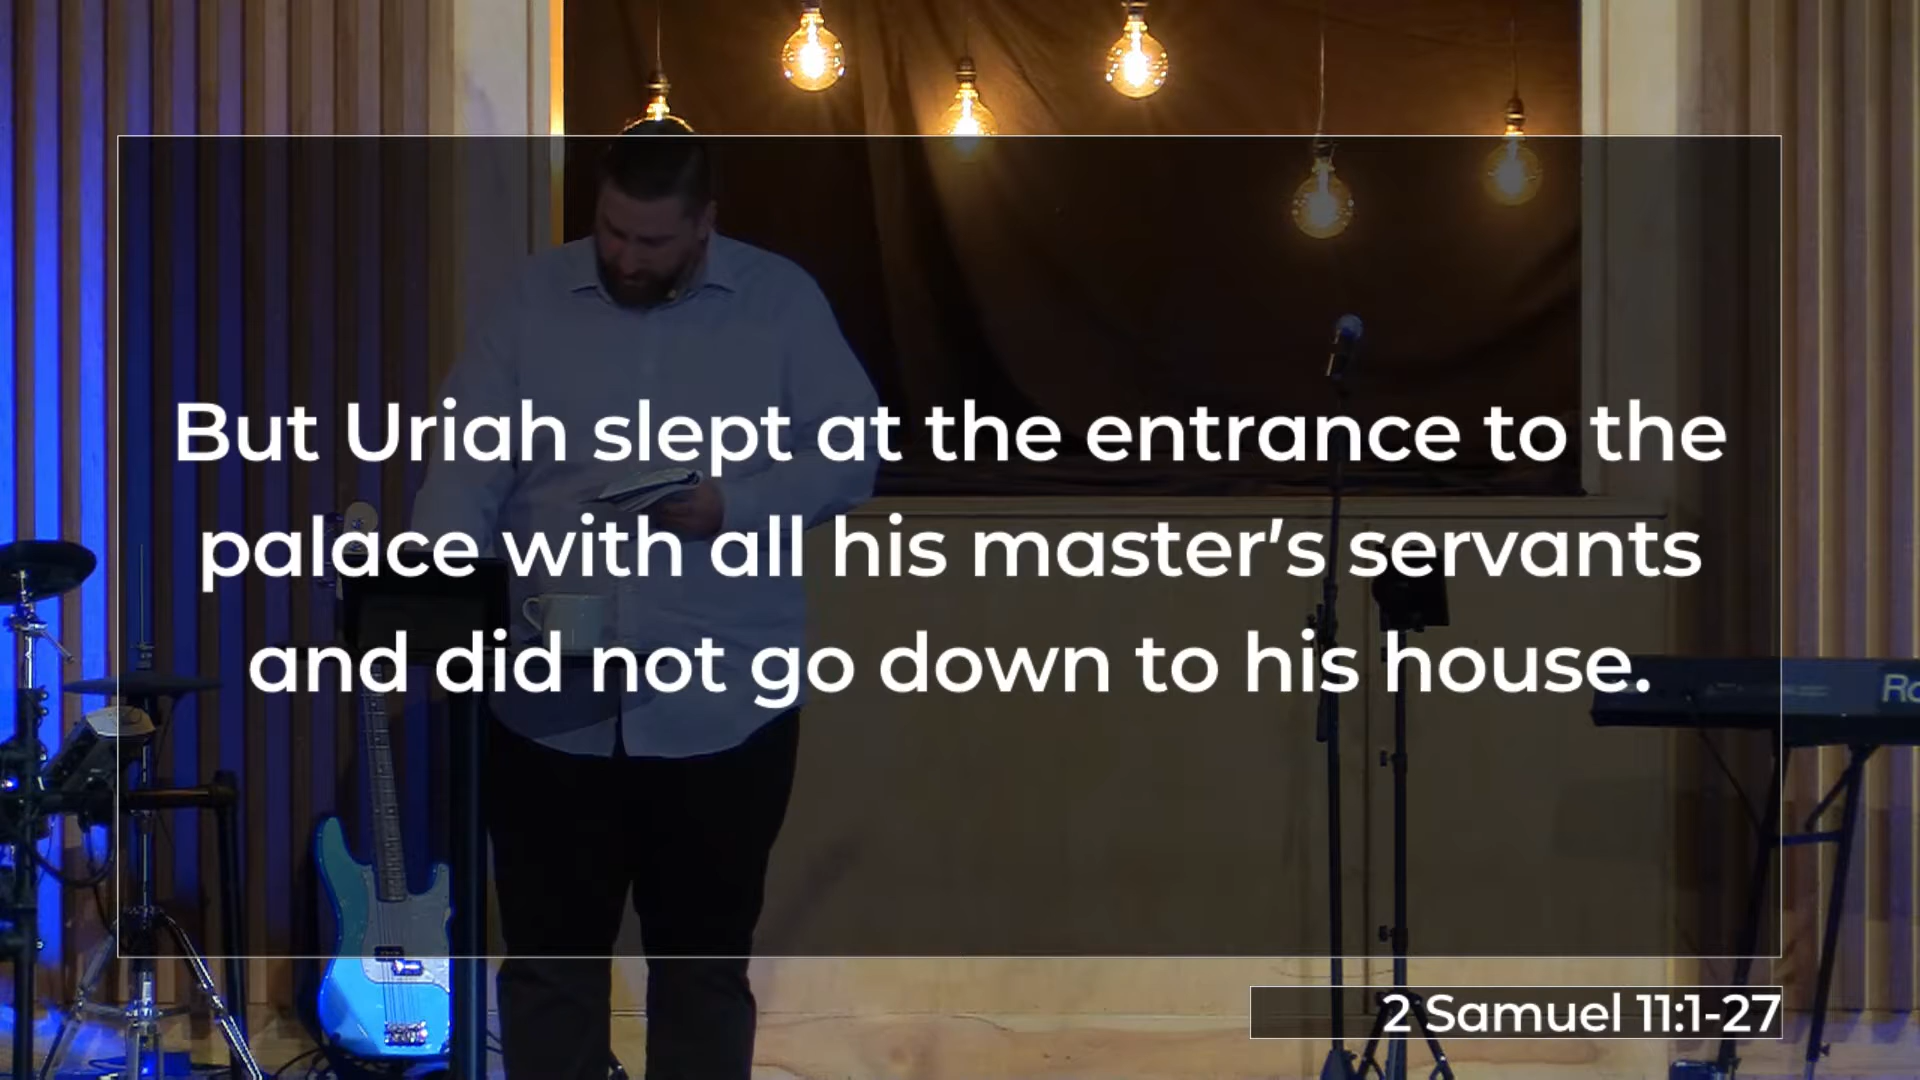 But Uriah slept at the entrance to the
palace with all his master's servants
and did not go down to his house.
2 Samuel 11:1-27